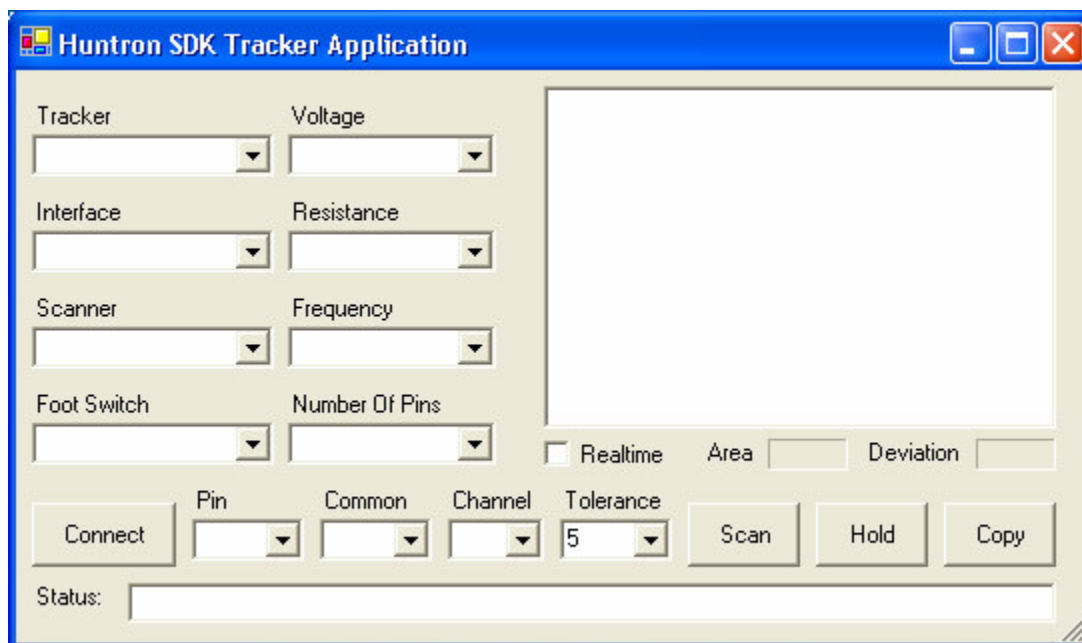 Huntron SDK Tracker Application
Tracker Voltage
Interface Resistance
Scanner Frequency
Foot Switch Number Of Pins
Realtime Area Deviation
Pin Common Channel Tolerance
Connect 5 Scan Hold Copy
Status: